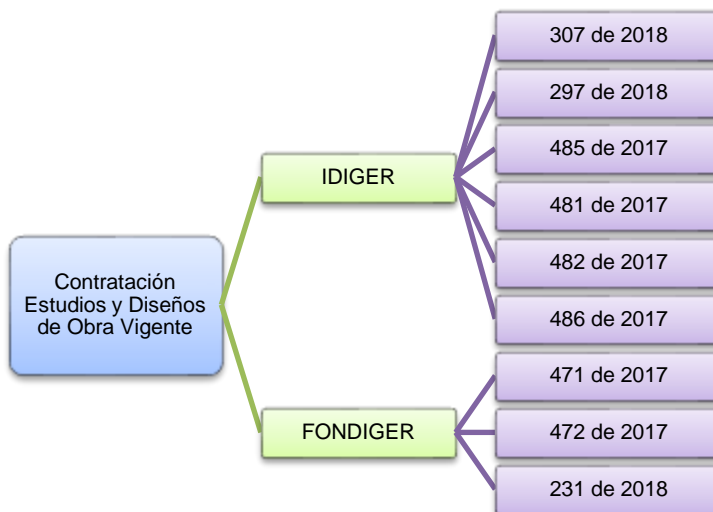 Contratación
Estudios y Diseños
de Obra Vigente
IDIGER
307 de 2018
297 de 2018
485 de 2017
481 de 2017
482 de 2017
486 de 2017
FONDIGER
471 de 2017
472 de 2017
231 de 2018